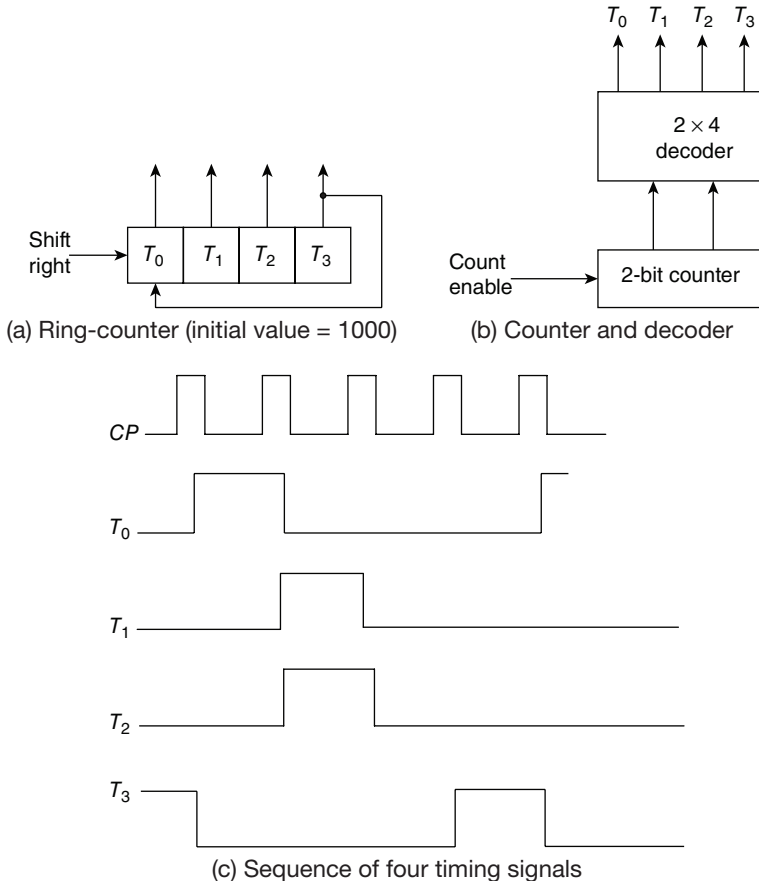 T0 T1 T2 T3
2 × 4
decoder
Shift
right
T0 T1 T2 T3
Count
enable
2-bit counter
(a) Ring-counter (initial value = 1000)
(b) Counter and decoder
CP
T0
T1
T2
T3
(c) Sequence of four timing signals